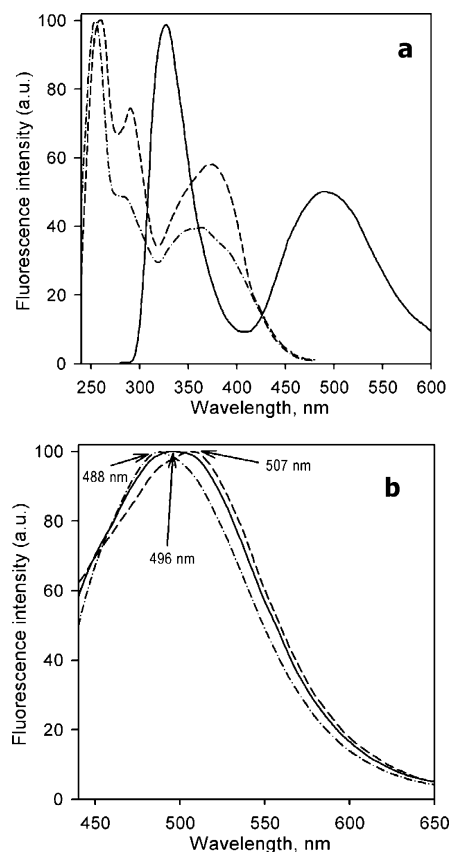 a
Fluorescence intensity (a.u.)
100
80
60
40
20
0
250 300 350 400 450 500 550 600
Wavelength, nm
b
Fluorescence intensity (a.u.)
100
80
60
40
20
0
488 nm
507 nm
496 nm
450 500 550 600 650
Wavelength, nm